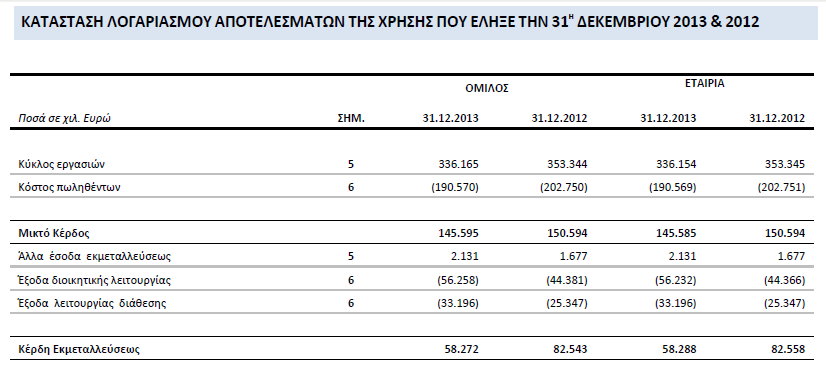 ΚΑΤΑΣΤΑΣΗ ΛΟΓΑΡΙΑΣΜΟΥ ΑΠΟΤΕΛΕΣΜΑΤΩΝ ΤΗΣ ΧΡΗΣΗΣ ΠΟΥ ΕΛΗΞΕ ΤΗΝ 31Η ΔΕΚΕΜΒΡΙΟΥ 2013 & 2012
ΟΜΙΛΟΣ ΕΤΑΙΡΙΑ
Ποσά σε χιλ. Ευρώ ΣΗΜ. 31.12.2013 31.12.2012 31.12.2013 31.12.2012
Κύκλος εργασιών 5 336.165 353.344 336.154 353.345
Κόστος πωληθέντων 6 (190.570) (202.750) (190.569) (202.751)
Μικτό Κέρδος 145.595 150.594 145.585 150.594
Άλλα έσοδα εκμεταλλεύσεως 5 2.131 1.677 2.131 1.677
Έξοδα διοικητικής λειτουργίας 6 (56.258) (44.381) (56.232) (44.366)
Έξοδα λειτουργίας διάθεσης 6 (33.196) (25.347) (33.196) (25.347)
Κέρδη Εκμεταλλεύσεως 58.272 82.543 58.288 82.558